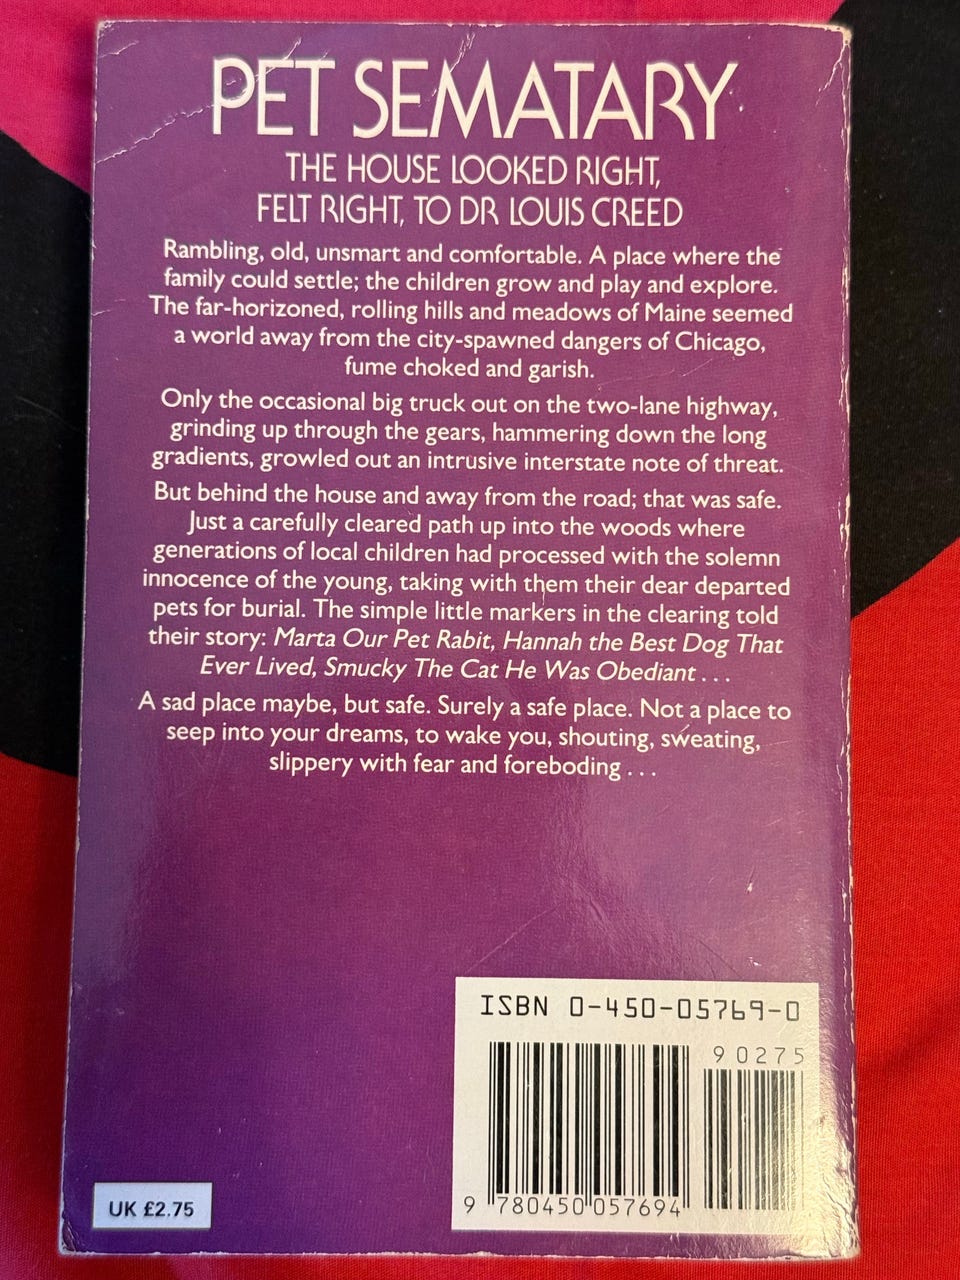 PET SEMATARY
THE HOUSE LOOKED RIGHT,
FELT RIGHT, TO DR LOUIS CREED
Rambling, old, unsmart and comfortable. A place where the
family could settle; the children grow and play and explore.
The far-horizoned, rolling hills and meadows of Maine seemed
a world away from the city-spawned dangers of Chicago,
fume choked and garish.
Only the occasional big truck out on the two-lane highway,
grinding up through the gears, hammering down the long
gradients, growled out an intrusive interstate note of threat.
But behind the house and away from the road; that was safe.
Just a carefully cleared path up into the woods where
generations of local children had processed with the solemn
innocence of the young, taking with them their dear departed
pets for burial. The simple little markers in the clearing told
their story: Marta Our Pet Rabit, Hannah the Best Dog That
Ever Lived, Smucky The Cat He Was Obediant . . .
A sad place maybe, but safe. Surely a safe place. Not a place to
seep into your dreams, to wake you, shouting, sweating,
slippery with fear and foreboding . . .
ISBN 0-450-05769-0
9 0275
9 780450 057694
UK £2.75